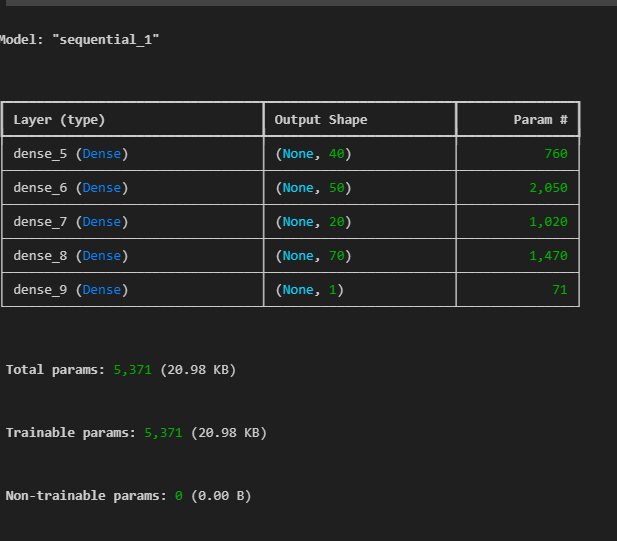 Model: "sequential_1"
Layer (type) Output Shape Param #
dense_5 (Dense) (None, 40) 760
dense_6 (Dense) (None, 50) 2,050
dense_7 (Dense) (None, 20) 1,020
dense_8 (Dense) (None, 70) 1,470
dense_9 (Dense) (None, 1) 71
Total params: 5,371 (20.98 KB)
Trainable params: 5,371 (20.98 KB)
Non-trainable params: 0 (0.00 B)